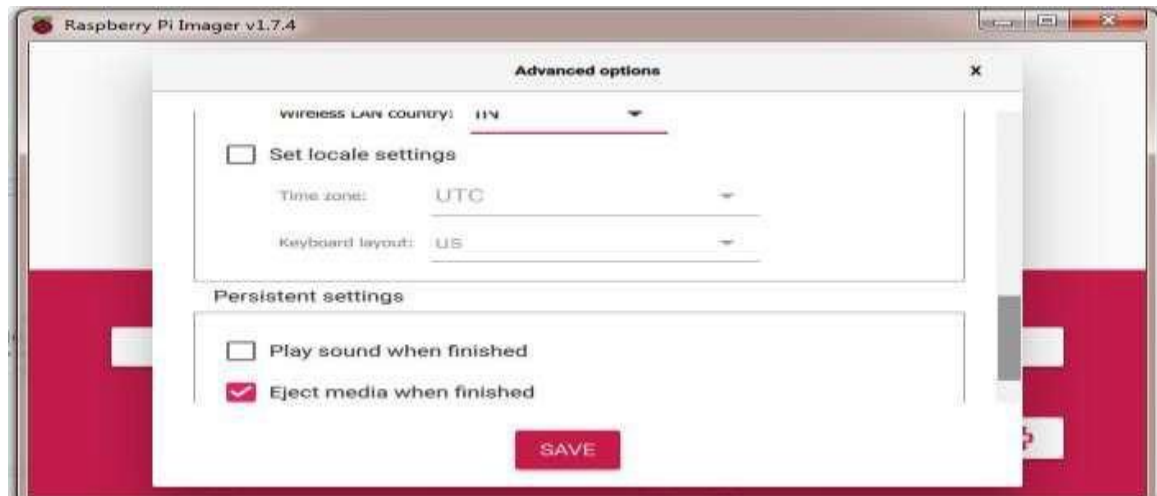 Raspberry Pi Imager v1.7.4
Advanced options x
Wireless LAN country: IN
Set locale settings
Time zone: UTC
Keyboard layout: US
Persistent settings
Play sound when finished
Eject media when finished
SAVE